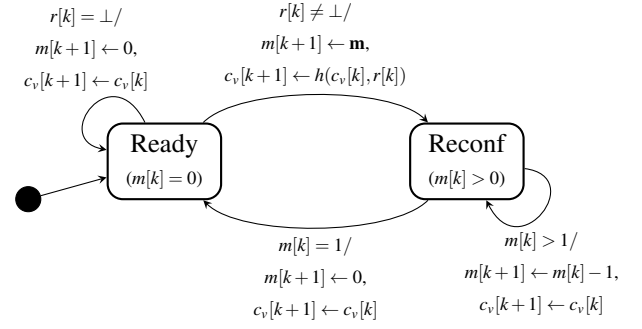 r[k] = ⊥/
m[k+1] ← 0,
c_v[k+1] ← c_v[k]
r[k] ≠ ⊥/
m[k+1] ← m,
c_v[k+1] ← h(c_v[k], r[k])
Ready
(m[k] = 0)
Reconf
(m[k] > 0)
m[k] = 1/
m[k+1] ← 0,
c_v[k+1] ← c_v[k]
m[k] > 1/
m[k+1] ← m[k] − 1,
c_v[k+1] ← c_v[k]